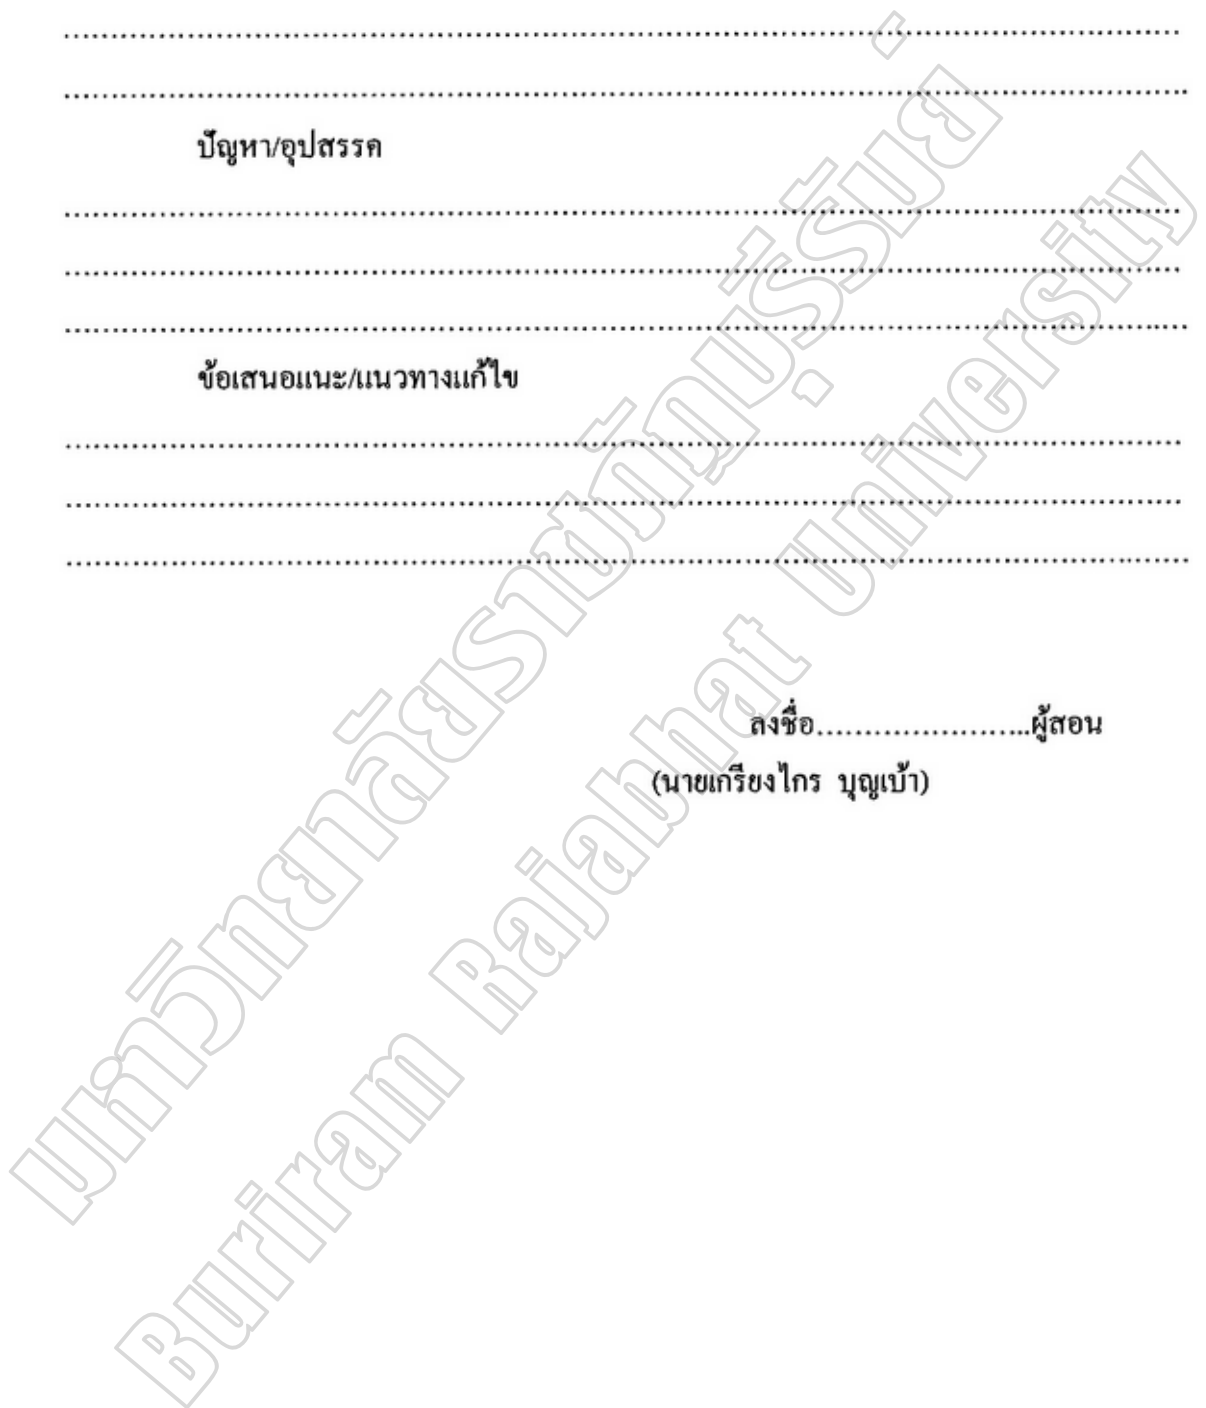 ................................................................................................................
................................................................................................................
ปัญหา/อุปสรรค
................................................................................................................
................................................................................................................
................................................................................................................
ข้อเสนอแนะ/แนวทางแก้ไข
................................................................................................................
................................................................................................................
................................................................................................................
ลงชื่อ........................ผู้สอน
(นายเกรียงไกร บุญเบ้า)
มหาวิทยาลัยราชภัฏบุรีรัมย์
Buriram Rajabhat University